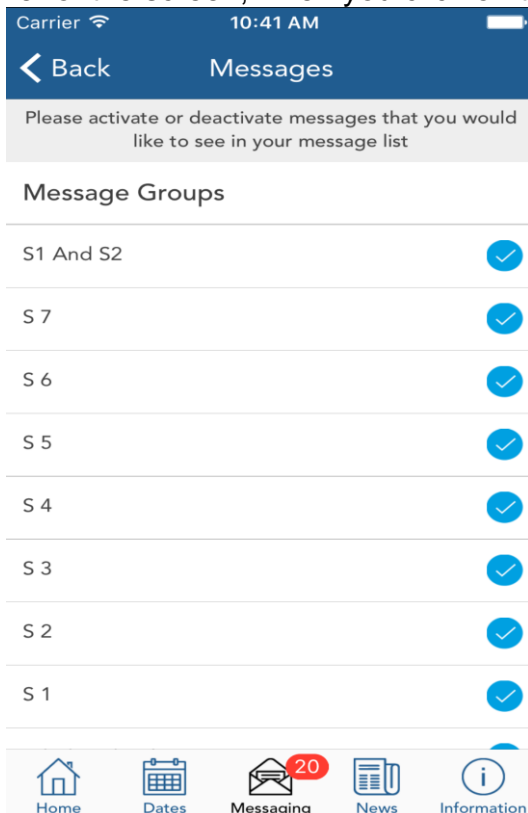 Carrier 10:41 AM
Back Messages
Please activate or deactivate messages that you would
like to see in your message list
Message Groups
S1 And S2
S 7
S 6
S 5
S 4
S 3
S 2
S 1
20
Home Dates Messaging News Information